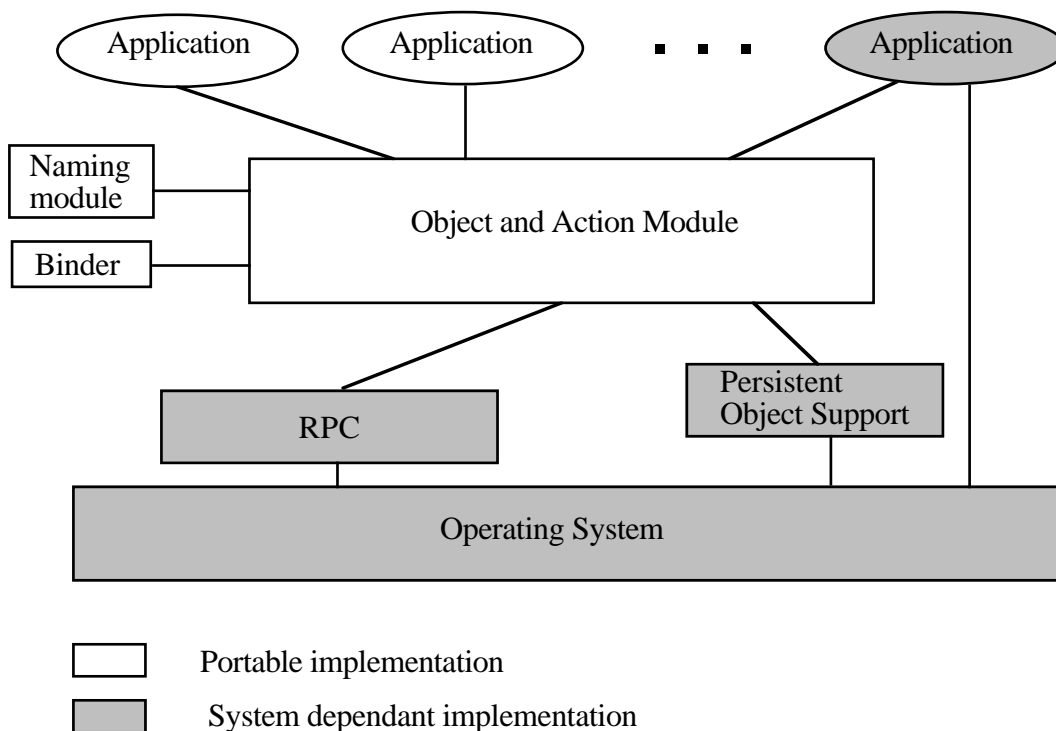 Application
Application
Application
Naming
module
Object and Action Module
Binder
Persistent
Object Support
RPC
Operating System
Portable implementation
System dependant implementation